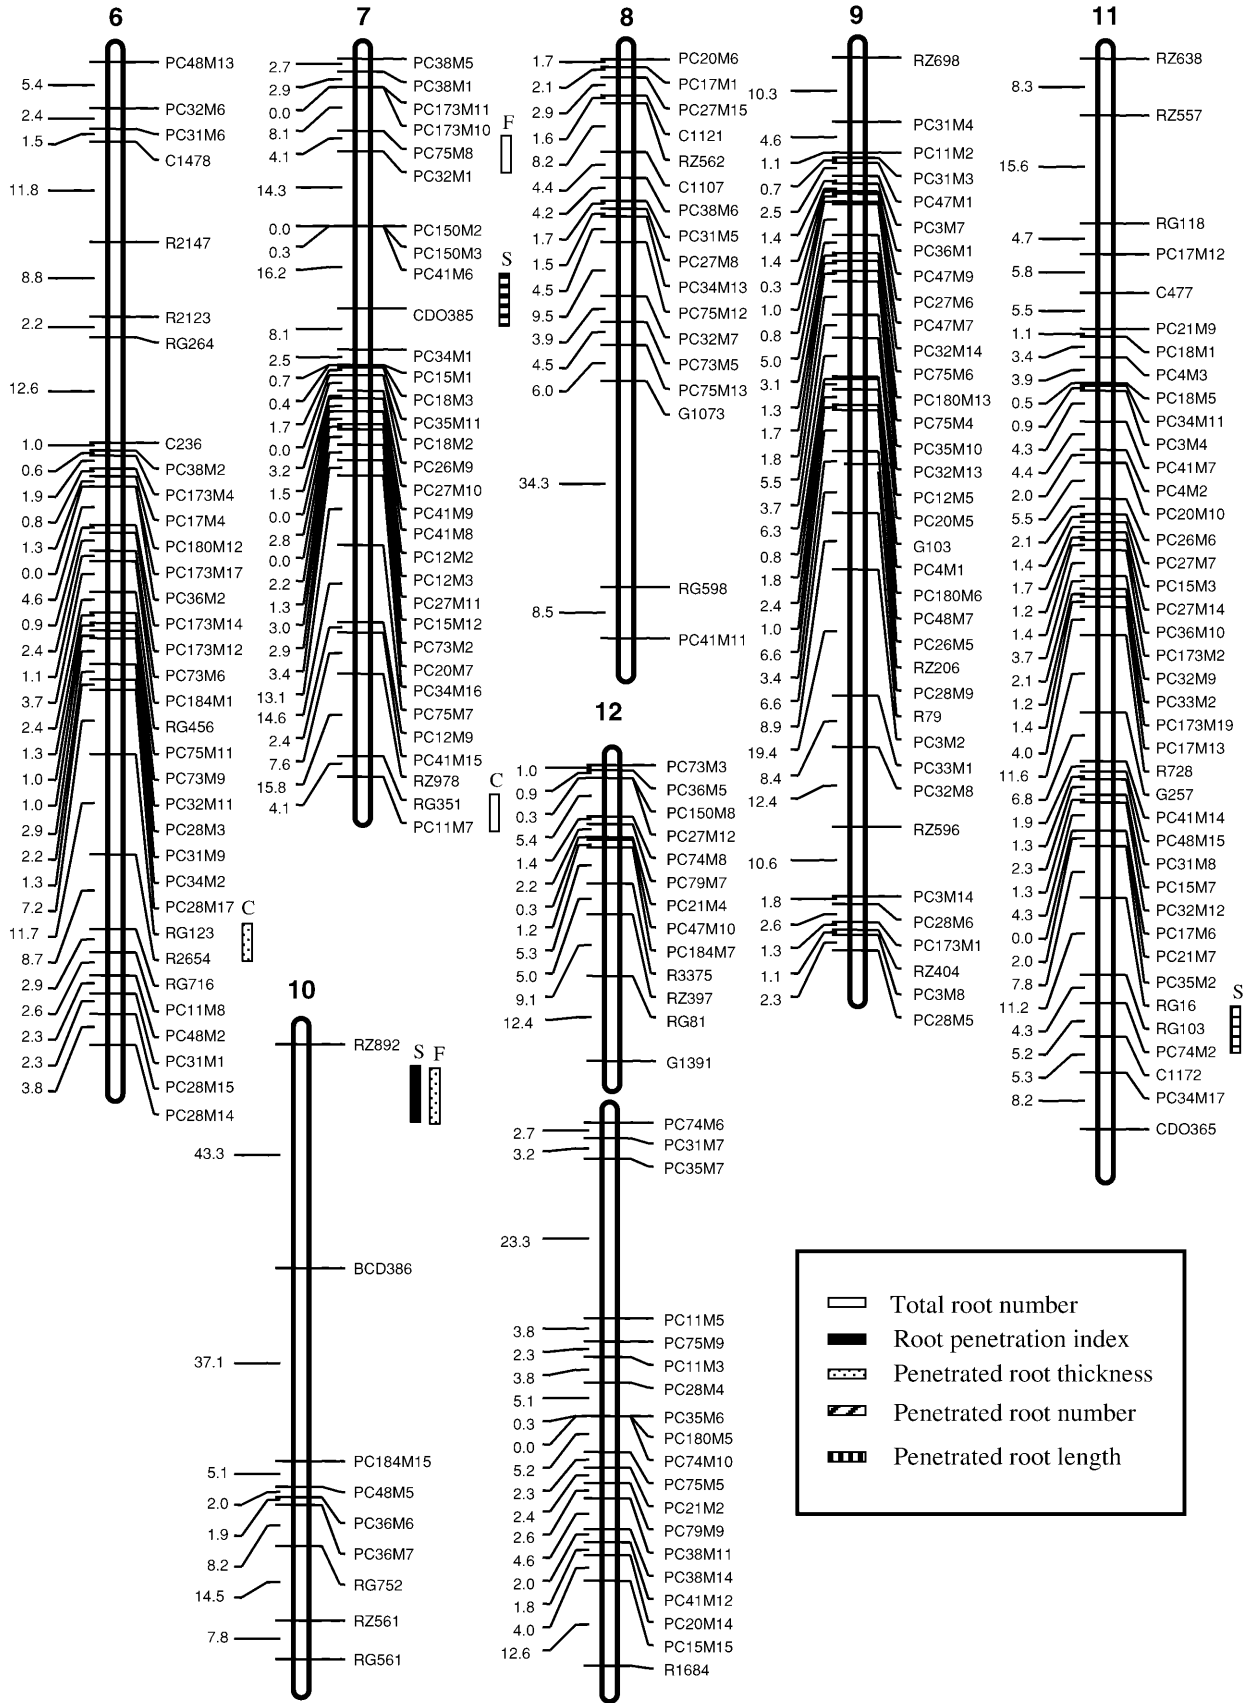 6
5.4
2.4
1.5
11.8
8.8
2.2
12.6
1.0
0.6
1.9
0.8
1.3
0.0
4.6
0.9
2.4
1.1
3.7
2.4
1.3
1.0
1.0
2.9
2.2
1.3
7.2
11.7
8.7
2.9
2.6
2.3
2.3
3.8
PC48M13
PC32M6
PC31M6
C1478
R2147
R2123
RG264
C236
PC38M2
PC173M4
PC17M4
PC180M12
PC173M17
PC36M2
PC173M14
PC173M12
PC73M6
PC184M1
RG456
PC75M11
PC73M9
PC32M11
PC28M3
PC31M9
PC34M2
PC28M17
RG123
R2654
RG716
PC11M8
PC48M2
PC31M1
PC28M15
PC28M14
C
7
2.7
2.9
0.0
8.1
4.1
14.3
0.0
0.3
16.2
8.1
2.5
0.7
0.4
1.7
0.0
3.2
1.5
0.0
2.8
0.0
2.2
1.3
3.0
2.9
3.4
13.1
14.6
2.4
7.6
15.8
4.1
PC38M5
PC38M1
PC173M11
PC173M10
PC75M8
PC32M1
PC150M2
PC150M3
PC41M6
CDO385
PC34M1
PC15M1
PC18M3
PC35M11
PC18M2
PC26M9
PC27M10
PC41M9
PC41M8
PC12M2
PC12M3
PC27M11
PC15M12
PC73M2
PC20M7
PC34M16
PC75M7
PC12M9
PC41M15
RZ978
RG351
PC11M7
F
S
C
8
1.7
2.1
2.9
1.6
8.2
4.4
4.2
1.7
1.5
4.5
9.5
3.9
4.5
6.0
34.3
8.5
PC20M6
PC17M1
PC27M15
C1121
RZ562
C1107
PC38M6
PC31M5
PC27M8
PC34M13
PC75M12
PC32M7
PC73M5
PC75M13
G1073
RG598
PC41M11
9
10.3
4.6
1.1
0.7
2.5
1.4
1.4
0.3
1.0
0.8
5.0
3.1
1.3
1.7
1.8
5.5
3.7
6.3
0.8
1.8
2.4
1.0
6.6
3.4
6.6
8.9
19.4
8.4
12.4
10.6
1.8
2.6
1.3
1.1
2.3
RZ698
PC31M4
PC11M2
PC31M3
PC47M1
PC3M7
PC36M1
PC47M9
PC27M6
PC47M7
PC32M14
PC75M6
PC180M13
PC75M4
PC35M10
PC32M13
PC12M5
PC20M5
G103
PC4M1
PC180M6
PC48M7
PC26M5
RZ206
PC28M9
R79
PC3M2
PC33M1
PC32M8
RZ596
PC3M14
PC28M6
PC173M1
RZ404
PC3M8
PC28M5
11
8.3
15.6
4.7
5.8
5.5
1.1
3.4
3.9
0.5
0.9
4.3
4.4
2.0
5.5
2.1
1.4
1.7
1.2
1.4
3.7
2.1
1.2
1.4
4.0
11.6
6.8
1.9
1.3
2.3
1.3
4.3
0.0
2.0
7.8
11.2
4.3
5.2
5.3
8.2
RZ638
RZ557
RG118
PC17M12
C477
PC21M9
PC18M1
PC4M3
PC18M5
PC34M11
PC3M4
PC41M7
PC4M2
PC20M10
PC26M6
PC27M7
PC15M3
PC27M14
PC36M10
PC173M2
PC32M9
PC33M2
PC173M19
PC17M13
R728
G257
PC41M14
PC48M15
PC31M8
PC15M7
PC32M12
PC17M6
PC21M7
PC35M2
RG16
RG103
PC74M2
C1172
PC34M17
CDO365
S
10
43.3
37.1
5.1
2.0
1.9
8.2
14.5
7.8
RZ892
BCD386
PC184M15
PC48M5
PC36M6
PC36M7
RG752
RZ561
RG561
S F
12
1.0
0.9
0.3
5.4
1.4
2.2
0.3
1.2
5.3
5.0
9.1
12.4
PC73M3
PC36M5
PC150M8
PC27M12
PC74M8
PC79M7
PC21M4
PC47M10
PC184M7
R3375
RZ397
RG81
G1391
2.7
3.2
23.3
3.8
2.3
3.8
5.1
0.3
0.0
5.2
2.3
2.4
2.6
4.6
2.0
1.8
4.0
12.6
PC74M6
PC31M7
PC35M7
PC11M5
PC75M9
PC11M3
PC28M4
PC35M6
PC180M5
PC74M10
PC75M5
PC21M2
PC79M9
PC38M11
PC38M14
PC41M12
PC20M14
PC15M15
R1684
Total root number
Root penetration index
Penetrated root thickness
Penetrated root number
Penetrated root length